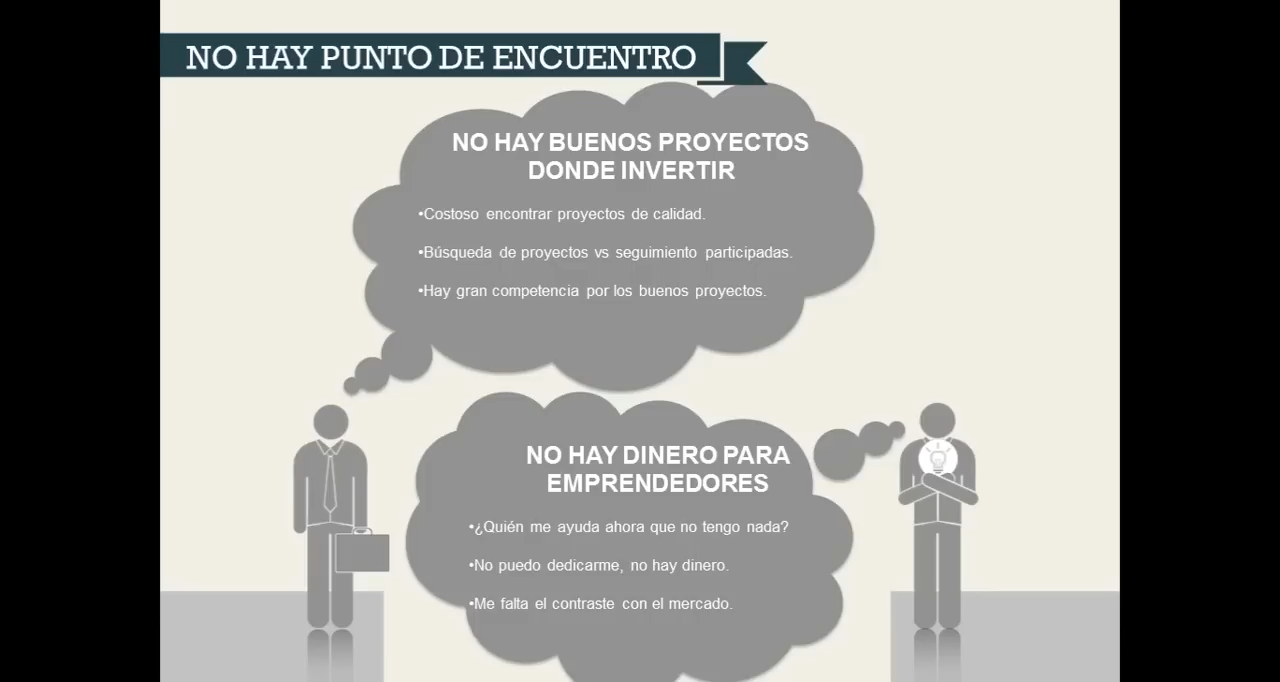 NO HAY PUNTO DE ENCUENTRO
NO HAY BUENOS PROYECTOS
DONDE INVERTIR
•Costoso encontrar proyectos de calidad.
•Búsqueda de proyectos vs seguimiento participadas.
•Hay gran competencia por los buenos proyectos.
NO HAY DINERO PARA
EMPRENDEDORES
•¿Quién me ayuda ahora que no tengo nada?
•No puedo dedicarme, no hay dinero.
•Me falta el contraste con el mercado.